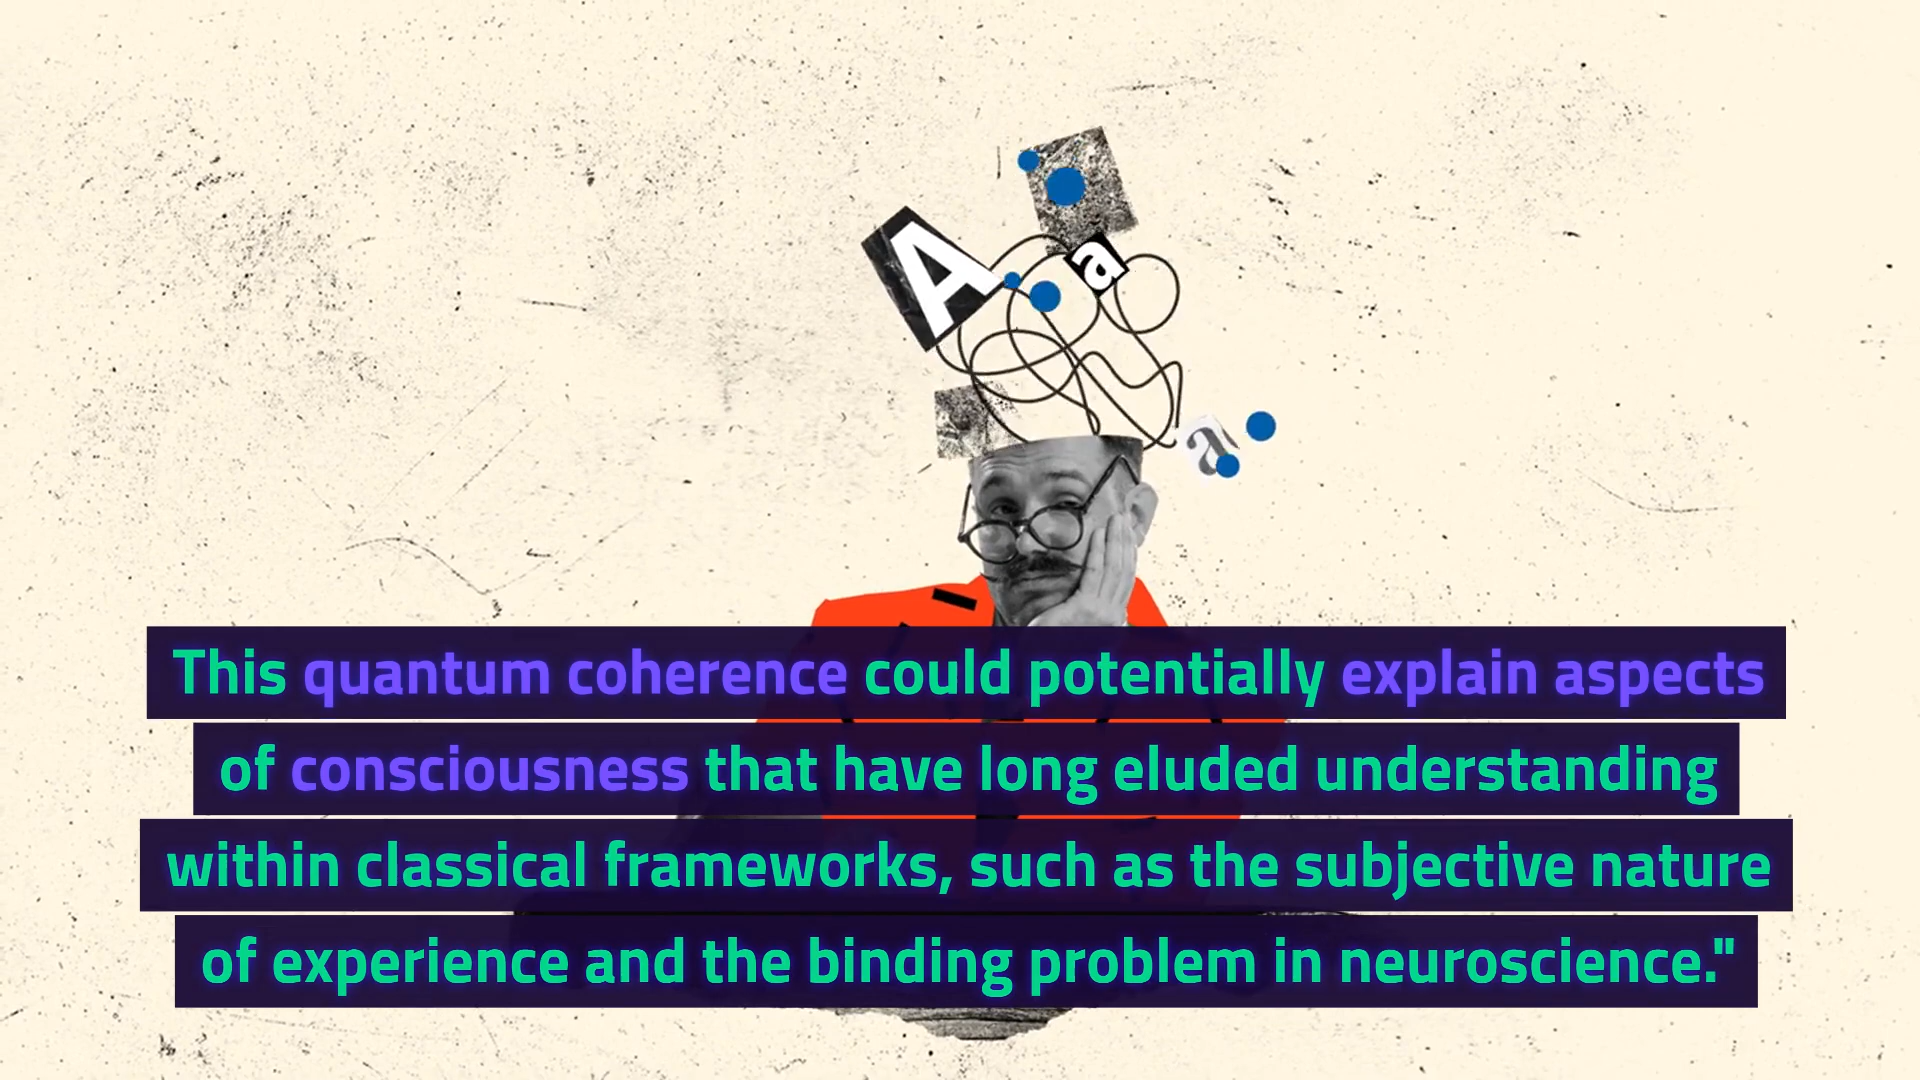 A
a
a
This quantum coherence could potentially explain aspects
of consciousness that have long eluded understanding
within classical frameworks, such as the subjective nature
of experience and the binding problem in neuroscience."